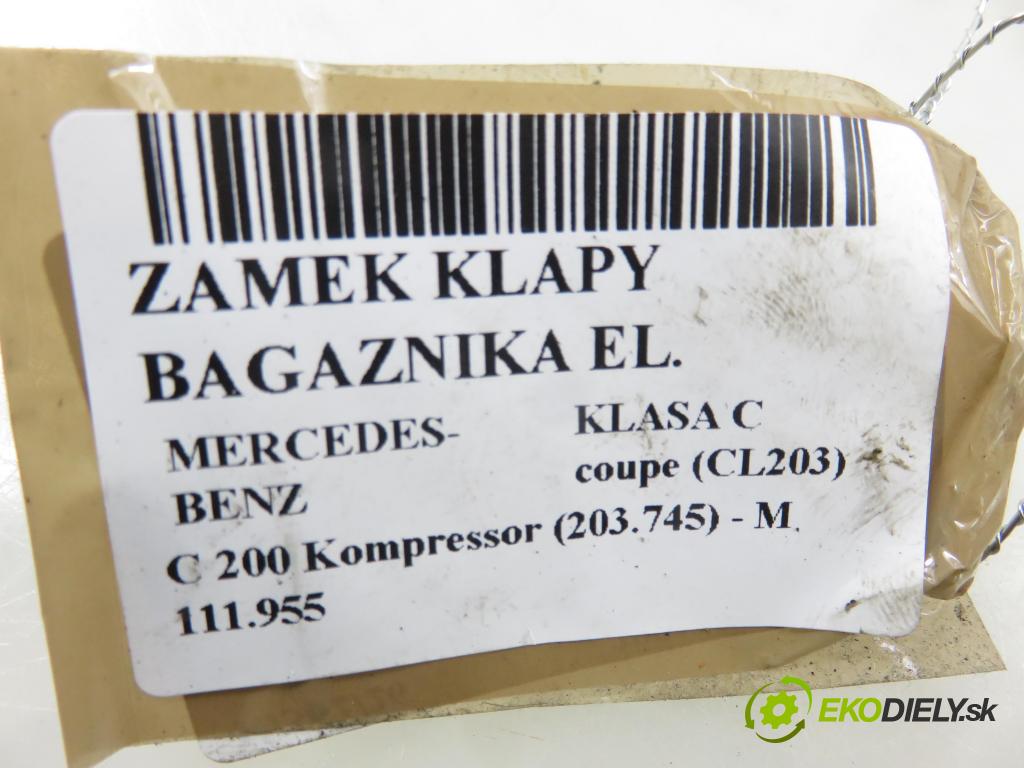 ZAMEK KLAPY
BAGAZNIKA EL.
MERCEDES-
BENZ
KLASA C
coupe (CL203)
C 200 Kompressor (203.745) - M
111.955
EKODIELY.sk